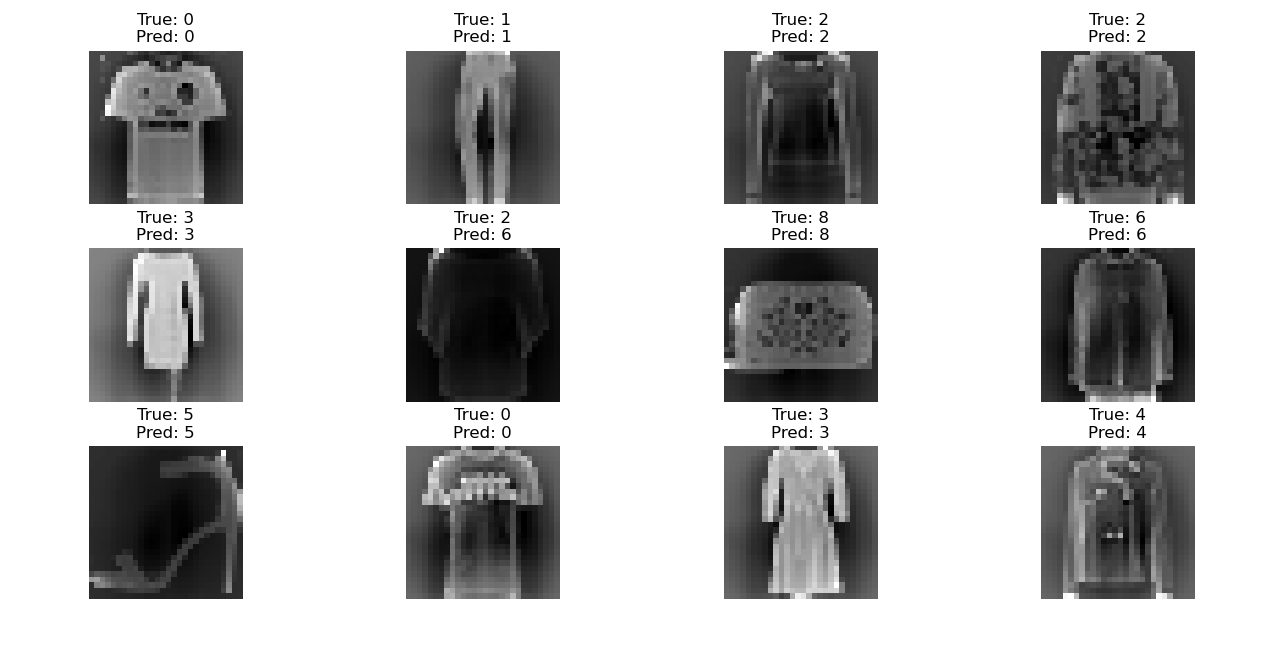 True: 0
Pred: 0
True: 1
Pred: 1
True: 2
Pred: 2
True: 2
Pred: 2
True: 3
Pred: 3
True: 2
Pred: 6
True: 8
Pred: 8
True: 6
Pred: 6
True: 5
Pred: 5
True: 0
Pred: 0
True: 3
Pred: 3
True: 4
Pred: 4